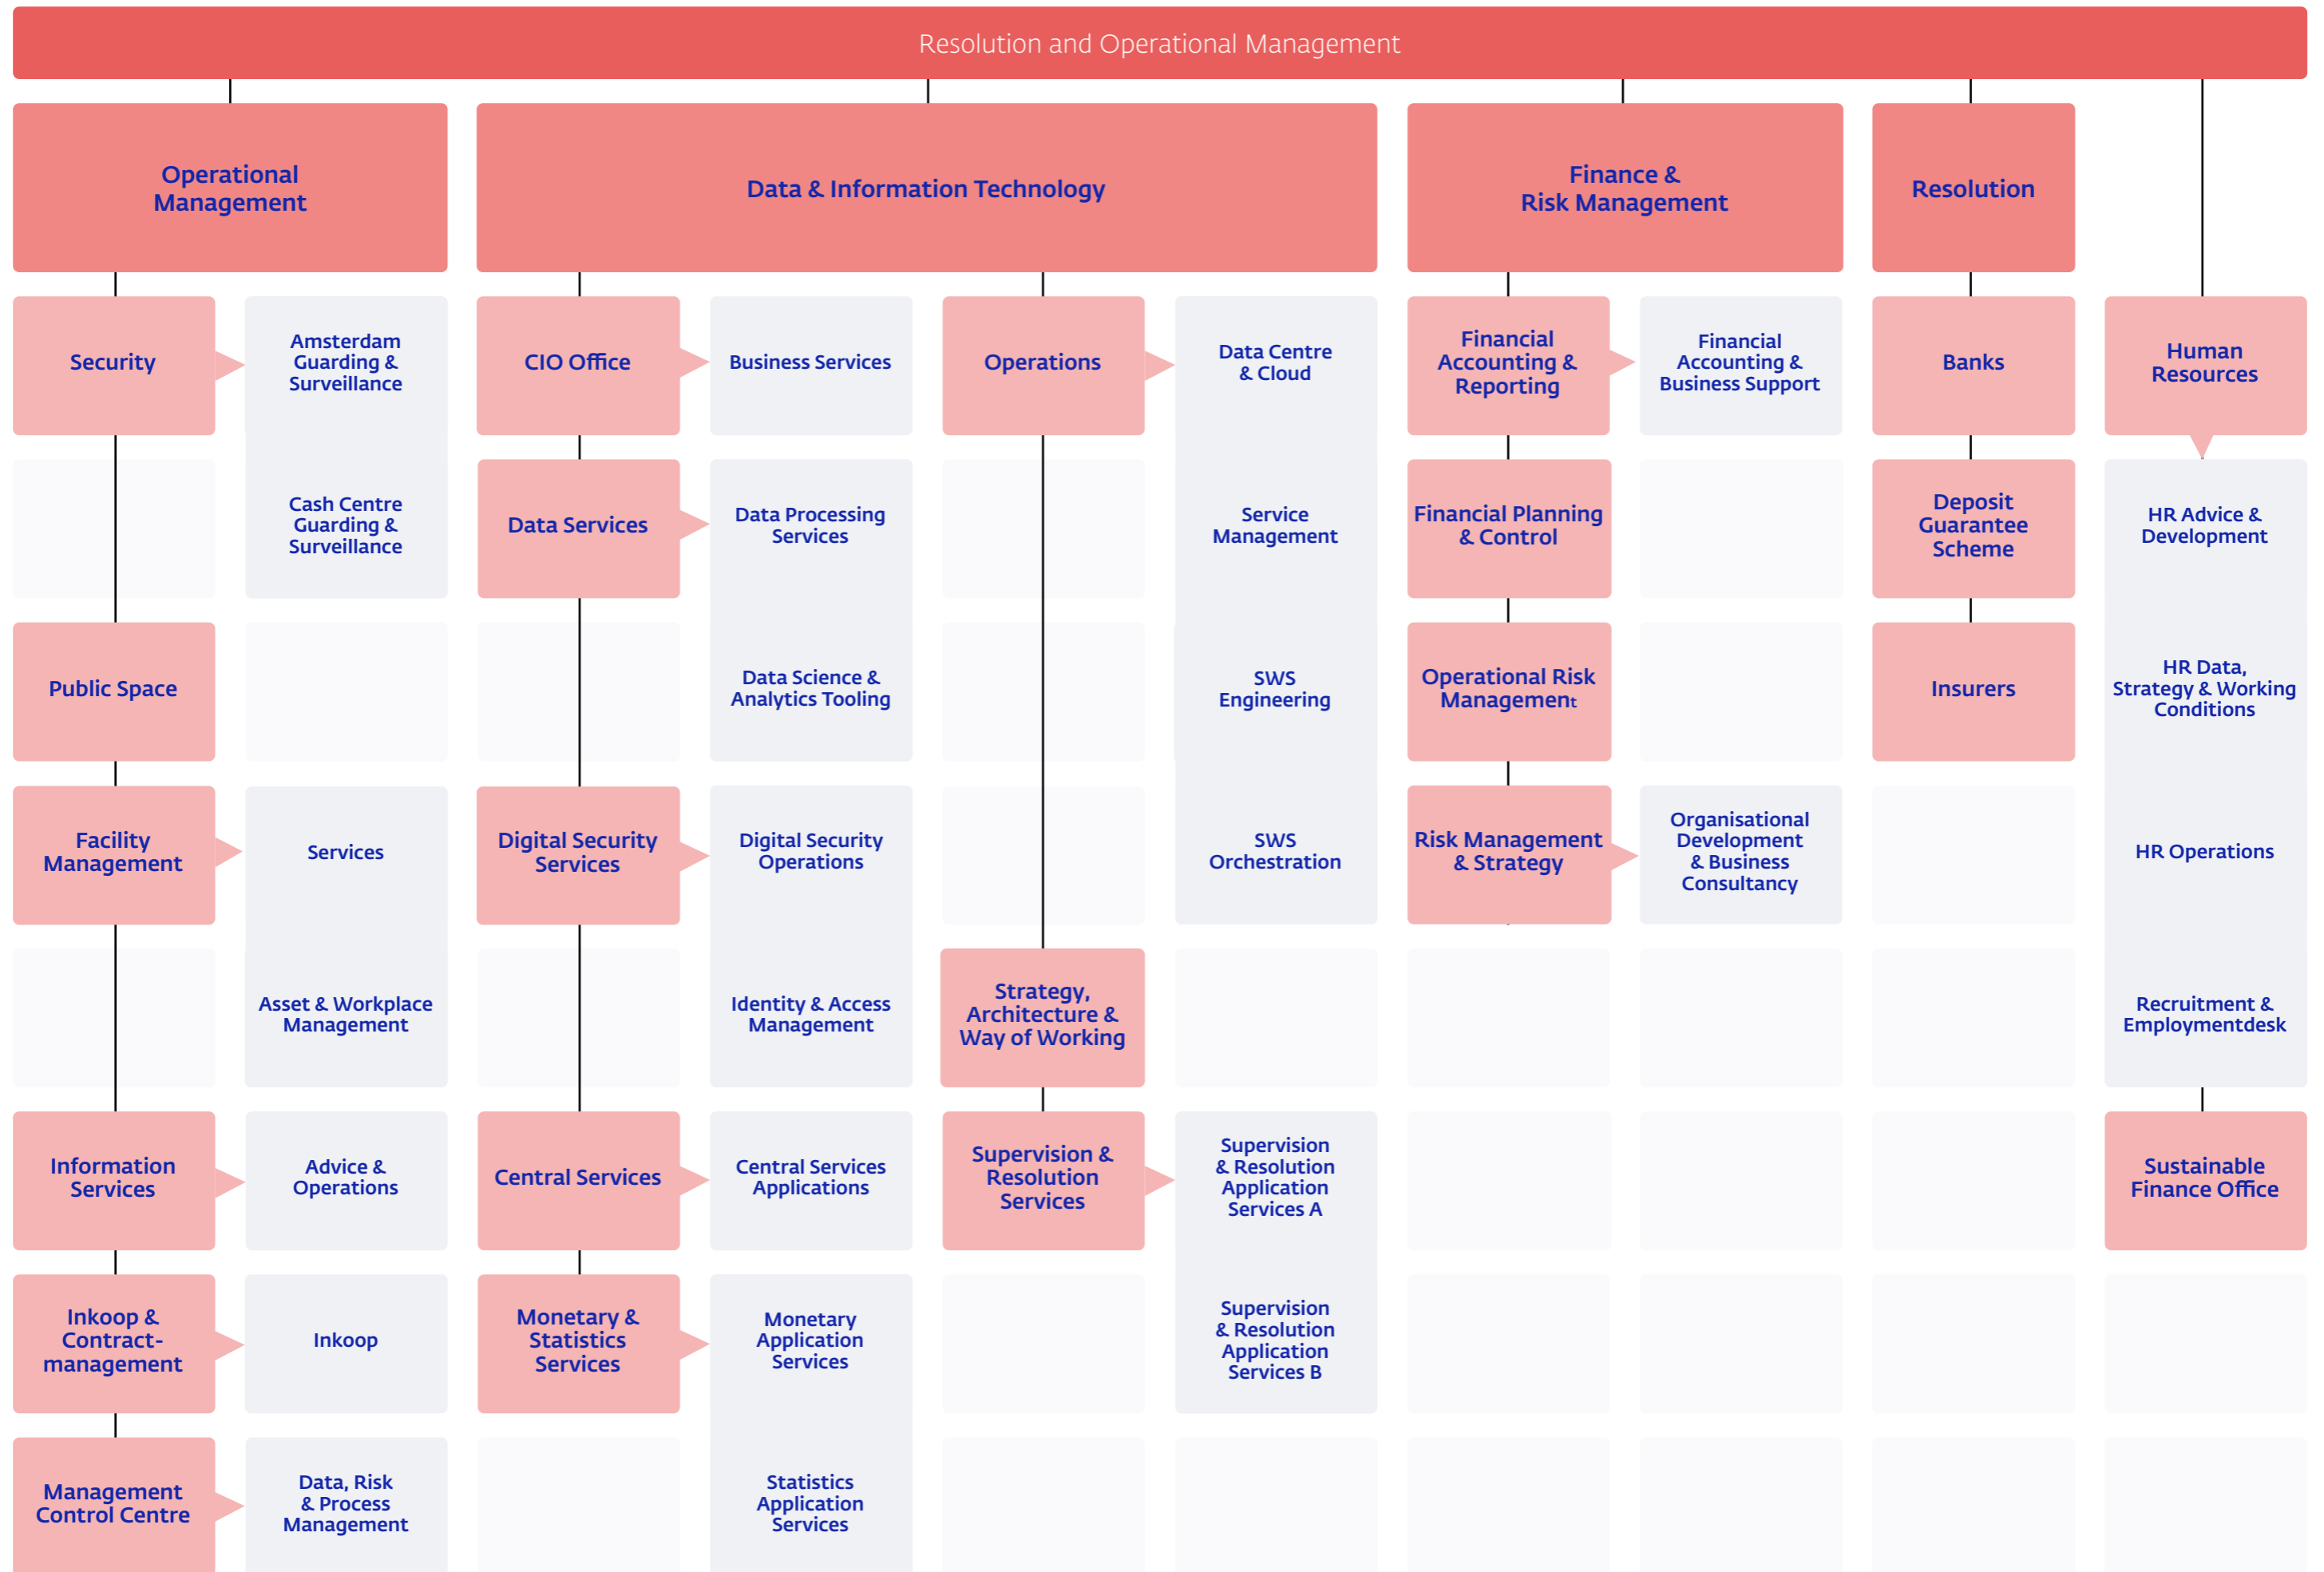 Resolution and Operational Management
Operational
Management
Data & Information Technology
Finance &
Risk Management
Resolution
Security
Amsterdam
Guarding &
Surveillance
CIO Office
Business Services
Operations
Data Centre
& Cloud
Financial
Accounting &
Reporting
Financial
Accounting &
Business Support
Banks
Human
Resources
Cash Centre
Guarding &
Surveillance
Data Services
Data Processing
Services
Service
Management
Financial Planning
& Control
Deposit
Guarantee
Scheme
HR Advice &
Development
Public Space
Data Science &
Analytics Tooling
SWS
Engineering
Operational Risk
Management
Insurers
HR Data,
Strategy & Working
Conditions
Facility
Management
Services
Digital Security
Services
Digital Security
Operations
SWS
Orchestration
Risk Management
& Strategy
Organisational
Development
& Business
Consultancy
HR Operations
Asset & Workplace
Management
Identity & Access
Management
Strategy,
Architecture &
Way of Working
Recruitment &
Employmentdesk
Information
Services
Advice &
Operations
Central Services
Central Services
Applications
Supervision &
Resolution
Services
Supervision
& Resolution
Application
Services A
Sustainable
Finance Office
Inkoop &
Contract-
management
Inkoop
Monetary &
Statistics
Services
Monetary
Application
Services
Supervision
& Resolution
Application
Services B
Management
Control Centre
Data, Risk
& Process
Management
Statistics
Application
Services